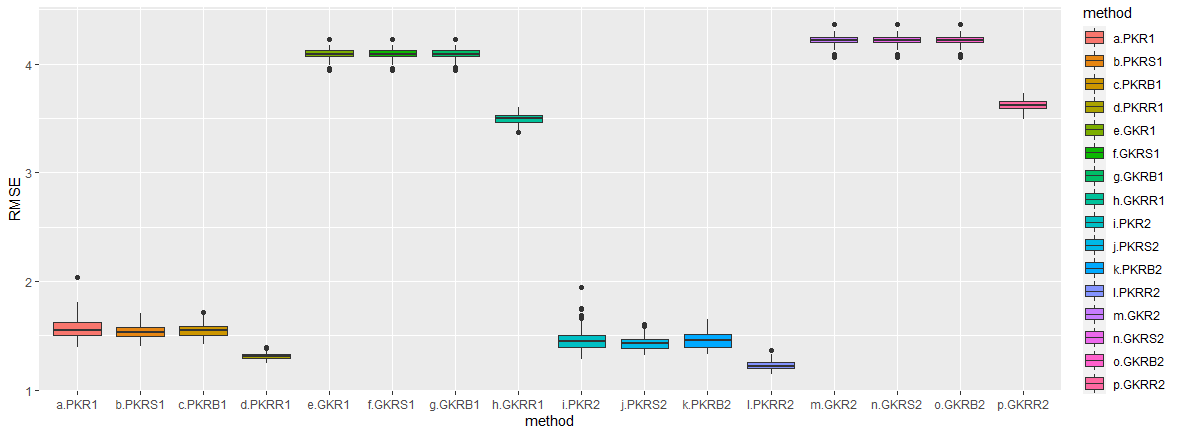 RMSE
4
3
2
1
a.PKR1 b.PKRS1 c.PKRB1 d.PKRR1 e.GKR1 f.GKRS1 g.GKRB1 h.GKRR1 i.PKR2 j.PKRS2 k.PKRB2 l.PKRR2 m.GKR2 n.GKRS2 o.GKRB2 p.GKRR2
method
method
a.PKR1
b.PKRS1
c.PKRB1
d.PKRR1
e.GKR1
f.GKRS1
g.GKRB1
h.GKRR1
i.PKR2
j.PKRS2
k.PKRB2
l.PKRR2
m.GKR2
n.GKRS2
o.GKRB2
p.GKRR2